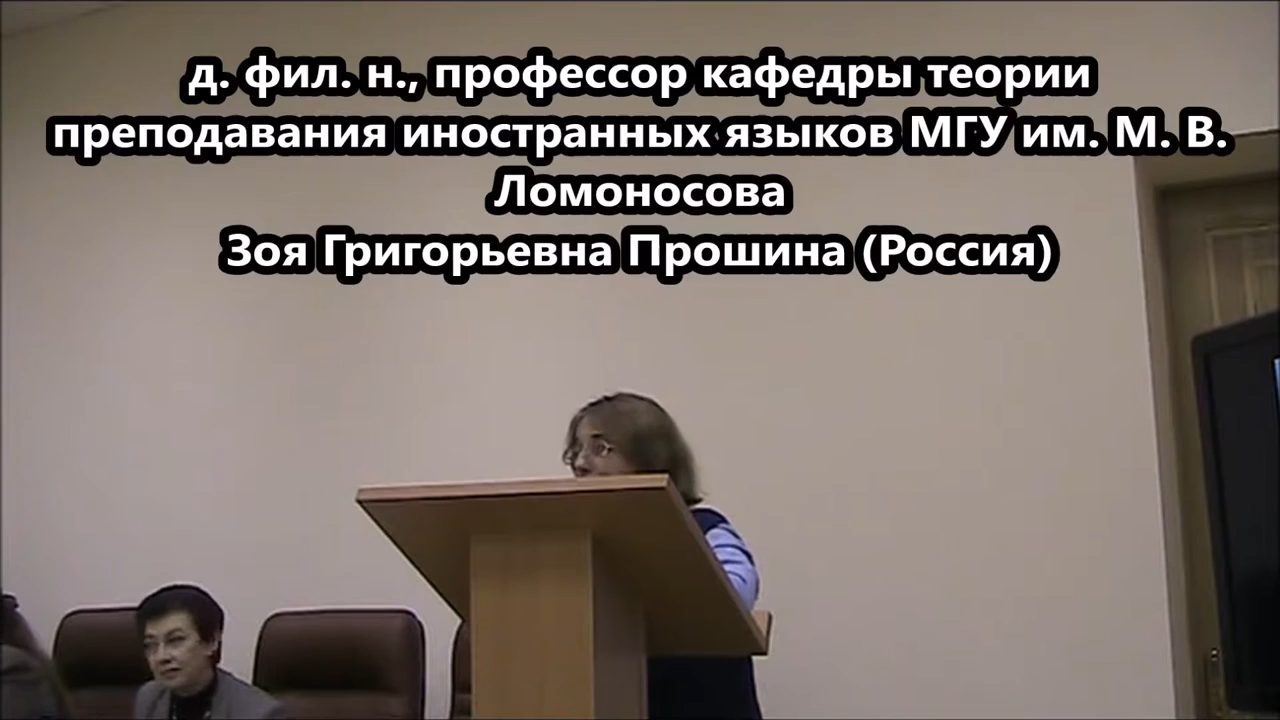 д. фил. н., профессор кафедры теории
преподавания иностранных языков МГУ им. М. В.
Ломоносова
Зоя Григорьевна Прошина (Россия)